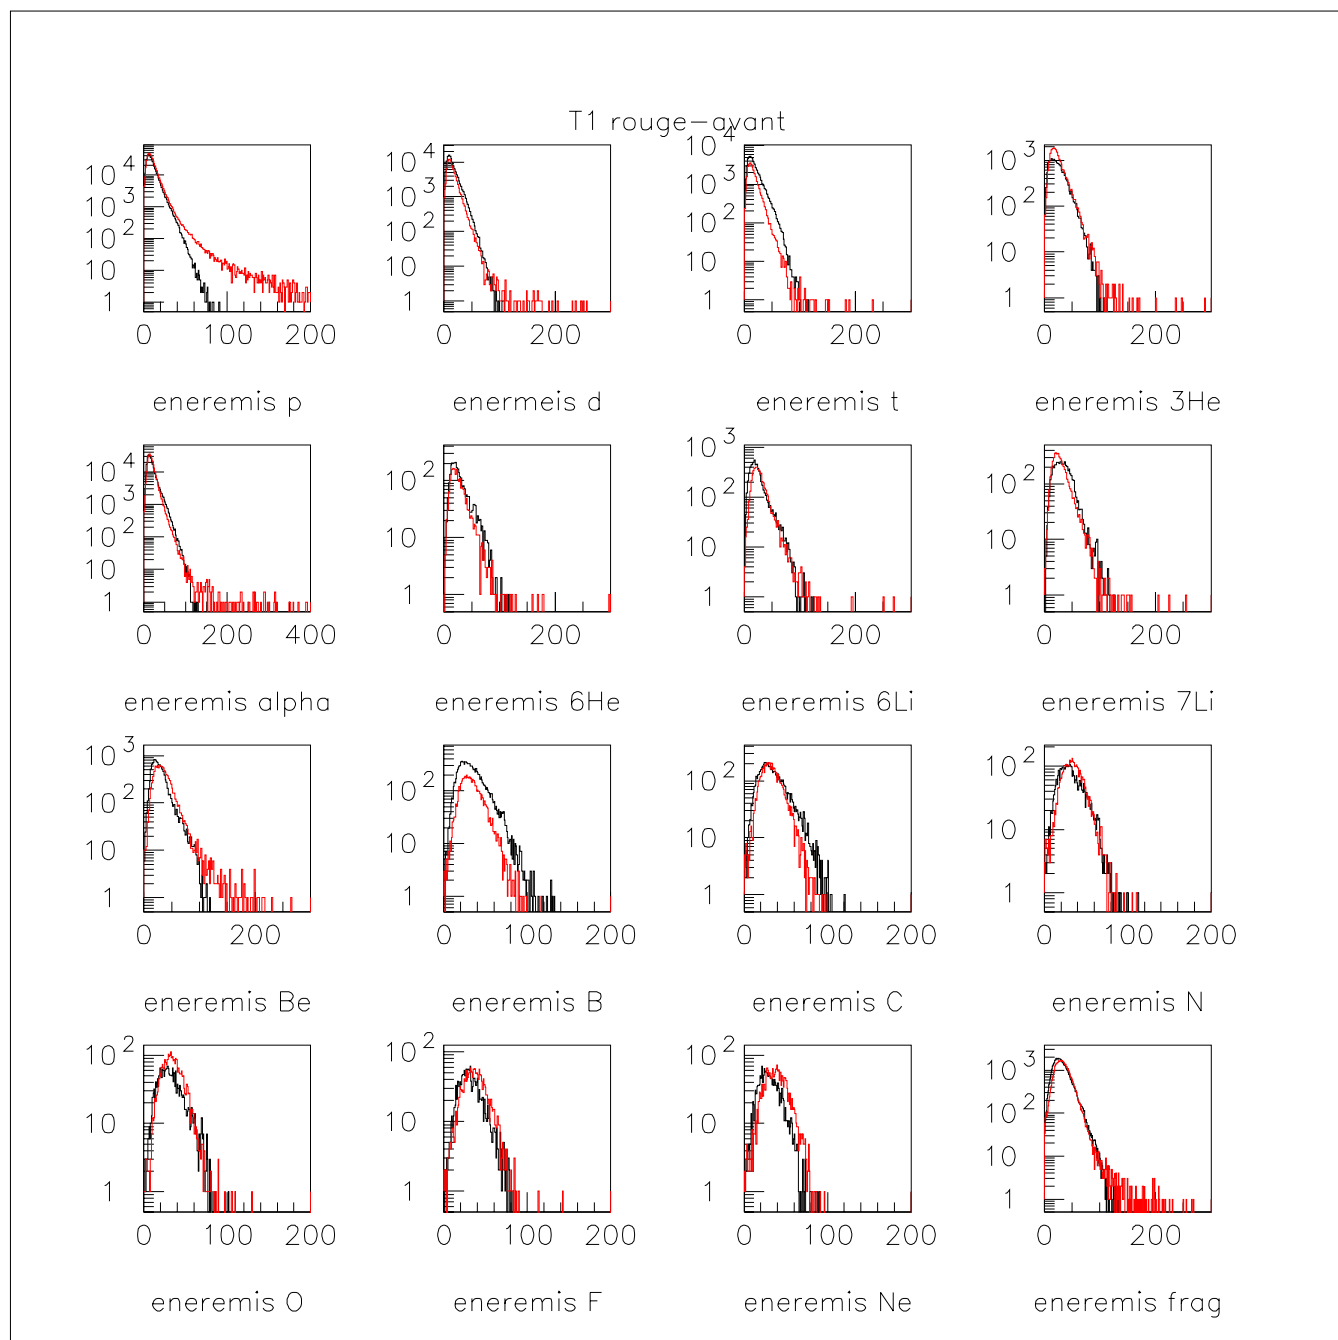 T1 rouge-avant
10^4 10^3 10^2 10 1
0 100 200
eneremis p
10^4 10^3 10^2 10 1
0 200
enermeis d
10^4 10^3 10^2 10 1
0 200
eneremis t
10^3 10^2 10 1
0 200
eneremis 3He
10^4 10^3 10^2 10 1
0 200 400
eneremis alpha
10^2 10 1
0 200
eneremis 6He
10^3 10^2 10 1
0 200
eneremis 6Li
10^2 10 1
0 200
eneremis 7Li
10^3 10^2 10 1
0 200
eneremis Be
10^2 10 1
0 100 200
eneremis B
10^2 10 1
0 100 200
eneremis C
10^2 10 1
0 100 200
eneremis N
10^2 10 1
0 100 200
eneremis O
10^2 10 1
0 100 200
eneremis F
10^2 10 1
0 100 200
eneremis Ne
10^3 10^2 10 1
0 200
eneremis frag